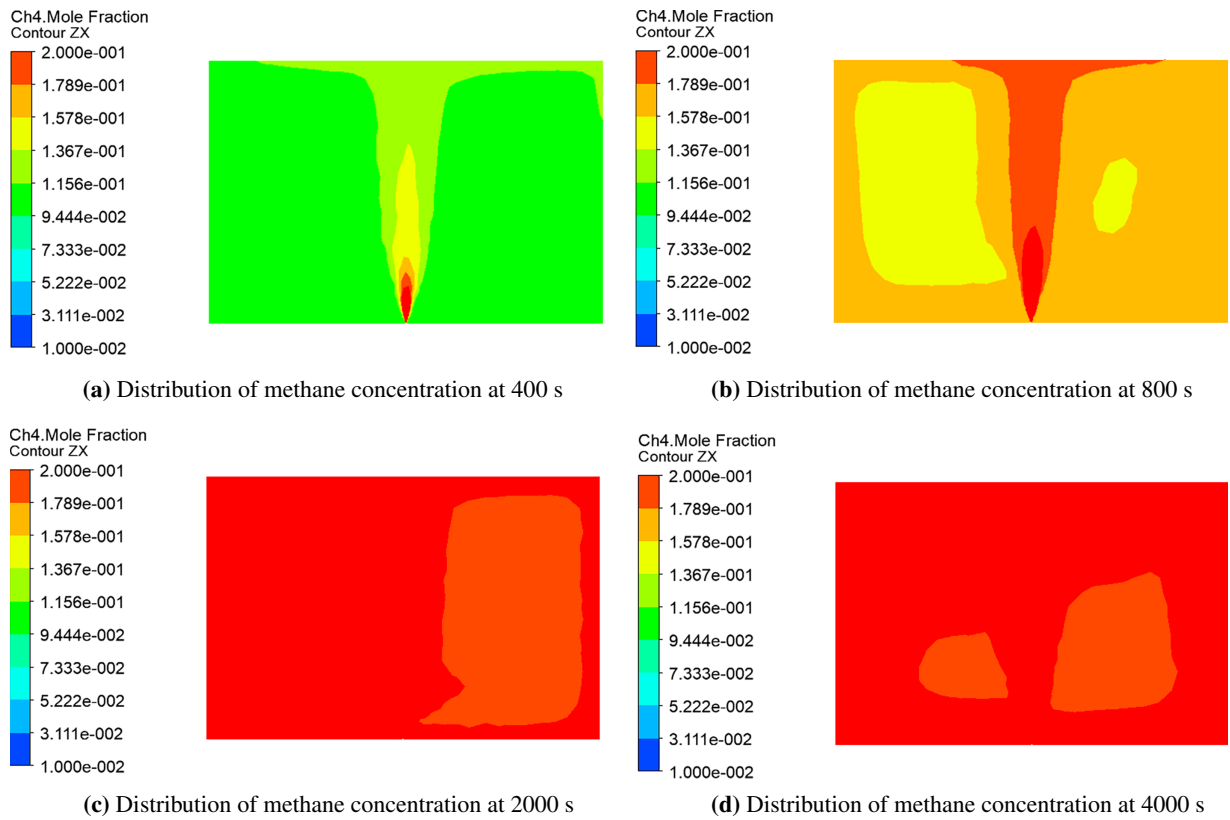 Ch4.Mole Fraction
Contour ZX
2.000e-001
1.789e-001
1.578e-001
1.367e-001
1.156e-001
9.444e-002
7.333e-002
5.222e-002
3.111e-002
1.000e-002
(a) Distribution of methane concentration at 400 s
Ch4.Mole Fraction
Contour ZX
2.000e-001
1.789e-001
1.578e-001
1.367e-001
1.156e-001
9.444e-002
7.333e-002
5.222e-002
3.111e-002
1.000e-002
(b) Distribution of methane concentration at 800 s
Ch4.Mole Fraction
Contour ZX
2.000e-001
1.789e-001
1.578e-001
1.367e-001
1.156e-001
9.444e-002
7.333e-002
5.222e-002
3.111e-002
1.000e-002
(c) Distribution of methane concentration at 2000 s
Ch4.Mole Fraction
Contour ZX
2.000e-001
1.789e-001
1.578e-001
1.367e-001
1.156e-001
9.444e-002
7.333e-002
5.222e-002
3.111e-002
1.000e-002
(d) Distribution of methane concentration at 4000 s